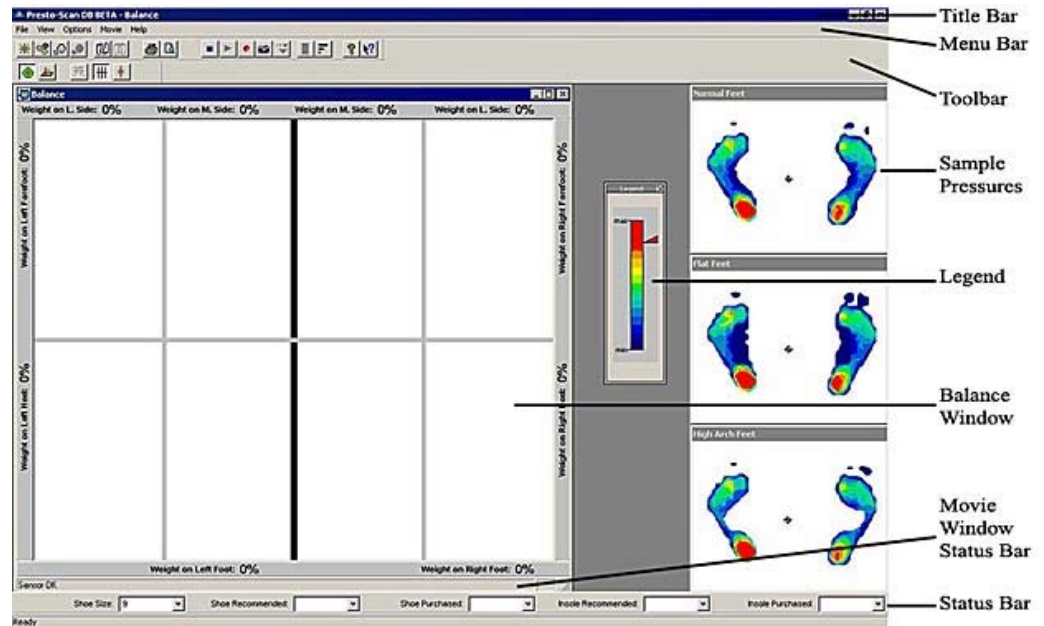 Presto-Scan DB BETA - Balance
File View Options Movie Help
Balance
Weight on L. Side: 0% Weight on M. Side: 0% Weight on M. Side: 0% Weight on L. Side: 0%
Weight on Left Forefoot: 0%
Weight on Left Heel: 0%
Weight on Right Forefoot: 0%
Weight on Right Heel: 0%
Weight on Left Foot: 0% Weight on Right Foot: 0%
Sensor OK
Shoe Size: 9 Shoe Recommended: Shoe Purchased: Insole Recommended: Insole Purchased:
Ready
Legend
max
min
Normal Feet
Flat Feet
High Arch Feet
Title Bar
Menu Bar
Toolbar
Sample
Pressures
Legend
Balance
Window
Movie
Window
Status Bar
Status Bar